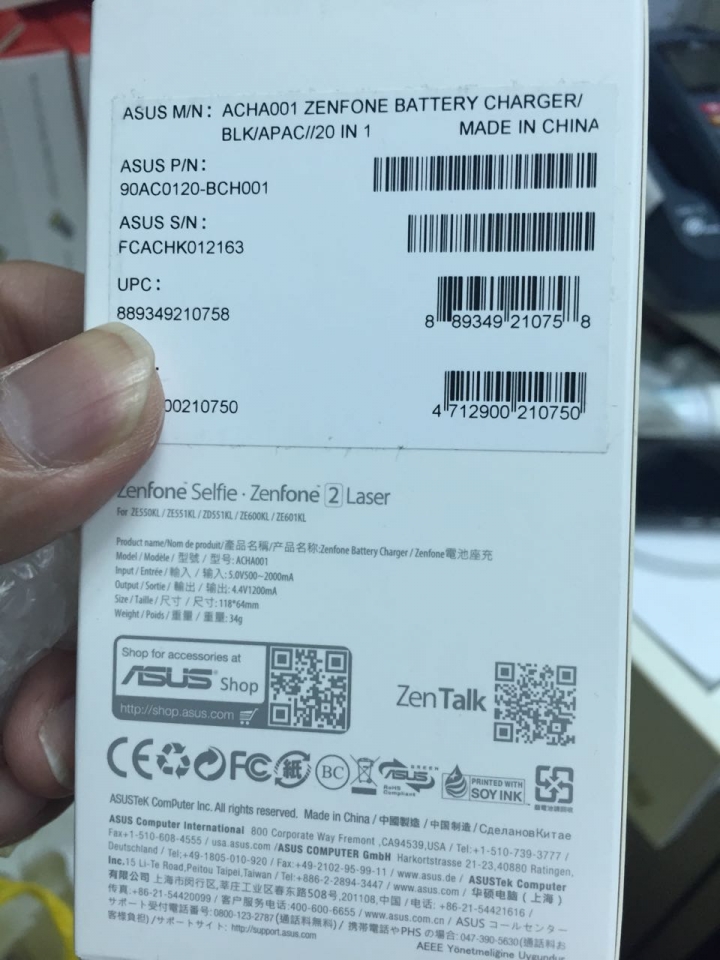 ASUS M/N: ACHA001 ZENFONE BATTERY CHARGER/
BLK/APAC//20 IN 1 MADE IN CHINA
ASUS P/N:
90AC0120-BCH001
ASUS S/N:
FCACHK012163
UPC:
889349210758
8 89349 21075 8
00210750
4 712900 210750
Zenfone Selfie · Zenfone 2 Laser
For ZE550KL / ZE551KL / ZD551KL / ZE600KL / ZE601KL
Product name/Nom de produit/產品名稱/产品名称:Zenfone Battery Charger / Zenfone電池座充
Model / Modèle / 型號 / 型号: ACHA001
Input / Entrée / 輸入 / 输入: 5.0V500~2000mA
Output / Sortie / 輸出 / 输出: 4.4V1200mA
Size / Taille / 尺寸 / 尺寸: 118*64mm
Weight / Poids / 重量 / 重量: 34g
Shop for accessories at
ASUS Shop
http://shop.asus.com
ZenTalk
CE FC 紙 BC ASUS RoHS Compliant PRINTED WITH SOY INK
廢電池請回收
ASUSTeK ComPuter Inc. All rights reserved. Made in China / 中國製造 / 中国制造 / Сделанов Китае
ASUS Computer International 800 Corporate Way Fremont ,CA94539,USA / Tel:+1-510-739-3777 /
Fax+1-510-608-4555 / usa.asus.com /ASUS COMPUTER GmbH Harkortstrasse 21-23,40880 Ratingen,
Deutschland / Tel;+49-1805-010-920 / Fax:+49-2102-95-99-11 / www.asus.de / ASUSTek Computer
Inc.15 Li-Te Road,Peitou Taipei,Taiwan / Tel:+886-2-2894-3447 / www.asus.com / 华硕电脑（上海）
有限公司 上海市闵行区,莘庄工业区春东路508号,201108,中国 / 电话: +86-21-54421616 /
传真:+86-21-54420099 / 客户服务电话:400-600-6655 / www.asus.com.cn / ASUS コールセンター
サポート受付電話番号: 0800-123-2787(通話料無料) / 携帯電話やPHS の場合: 047-390-5630(通話料お
客様負担) /サポートサイト: http://support.asus.com
AEEE Yönetmeligine Uygundur